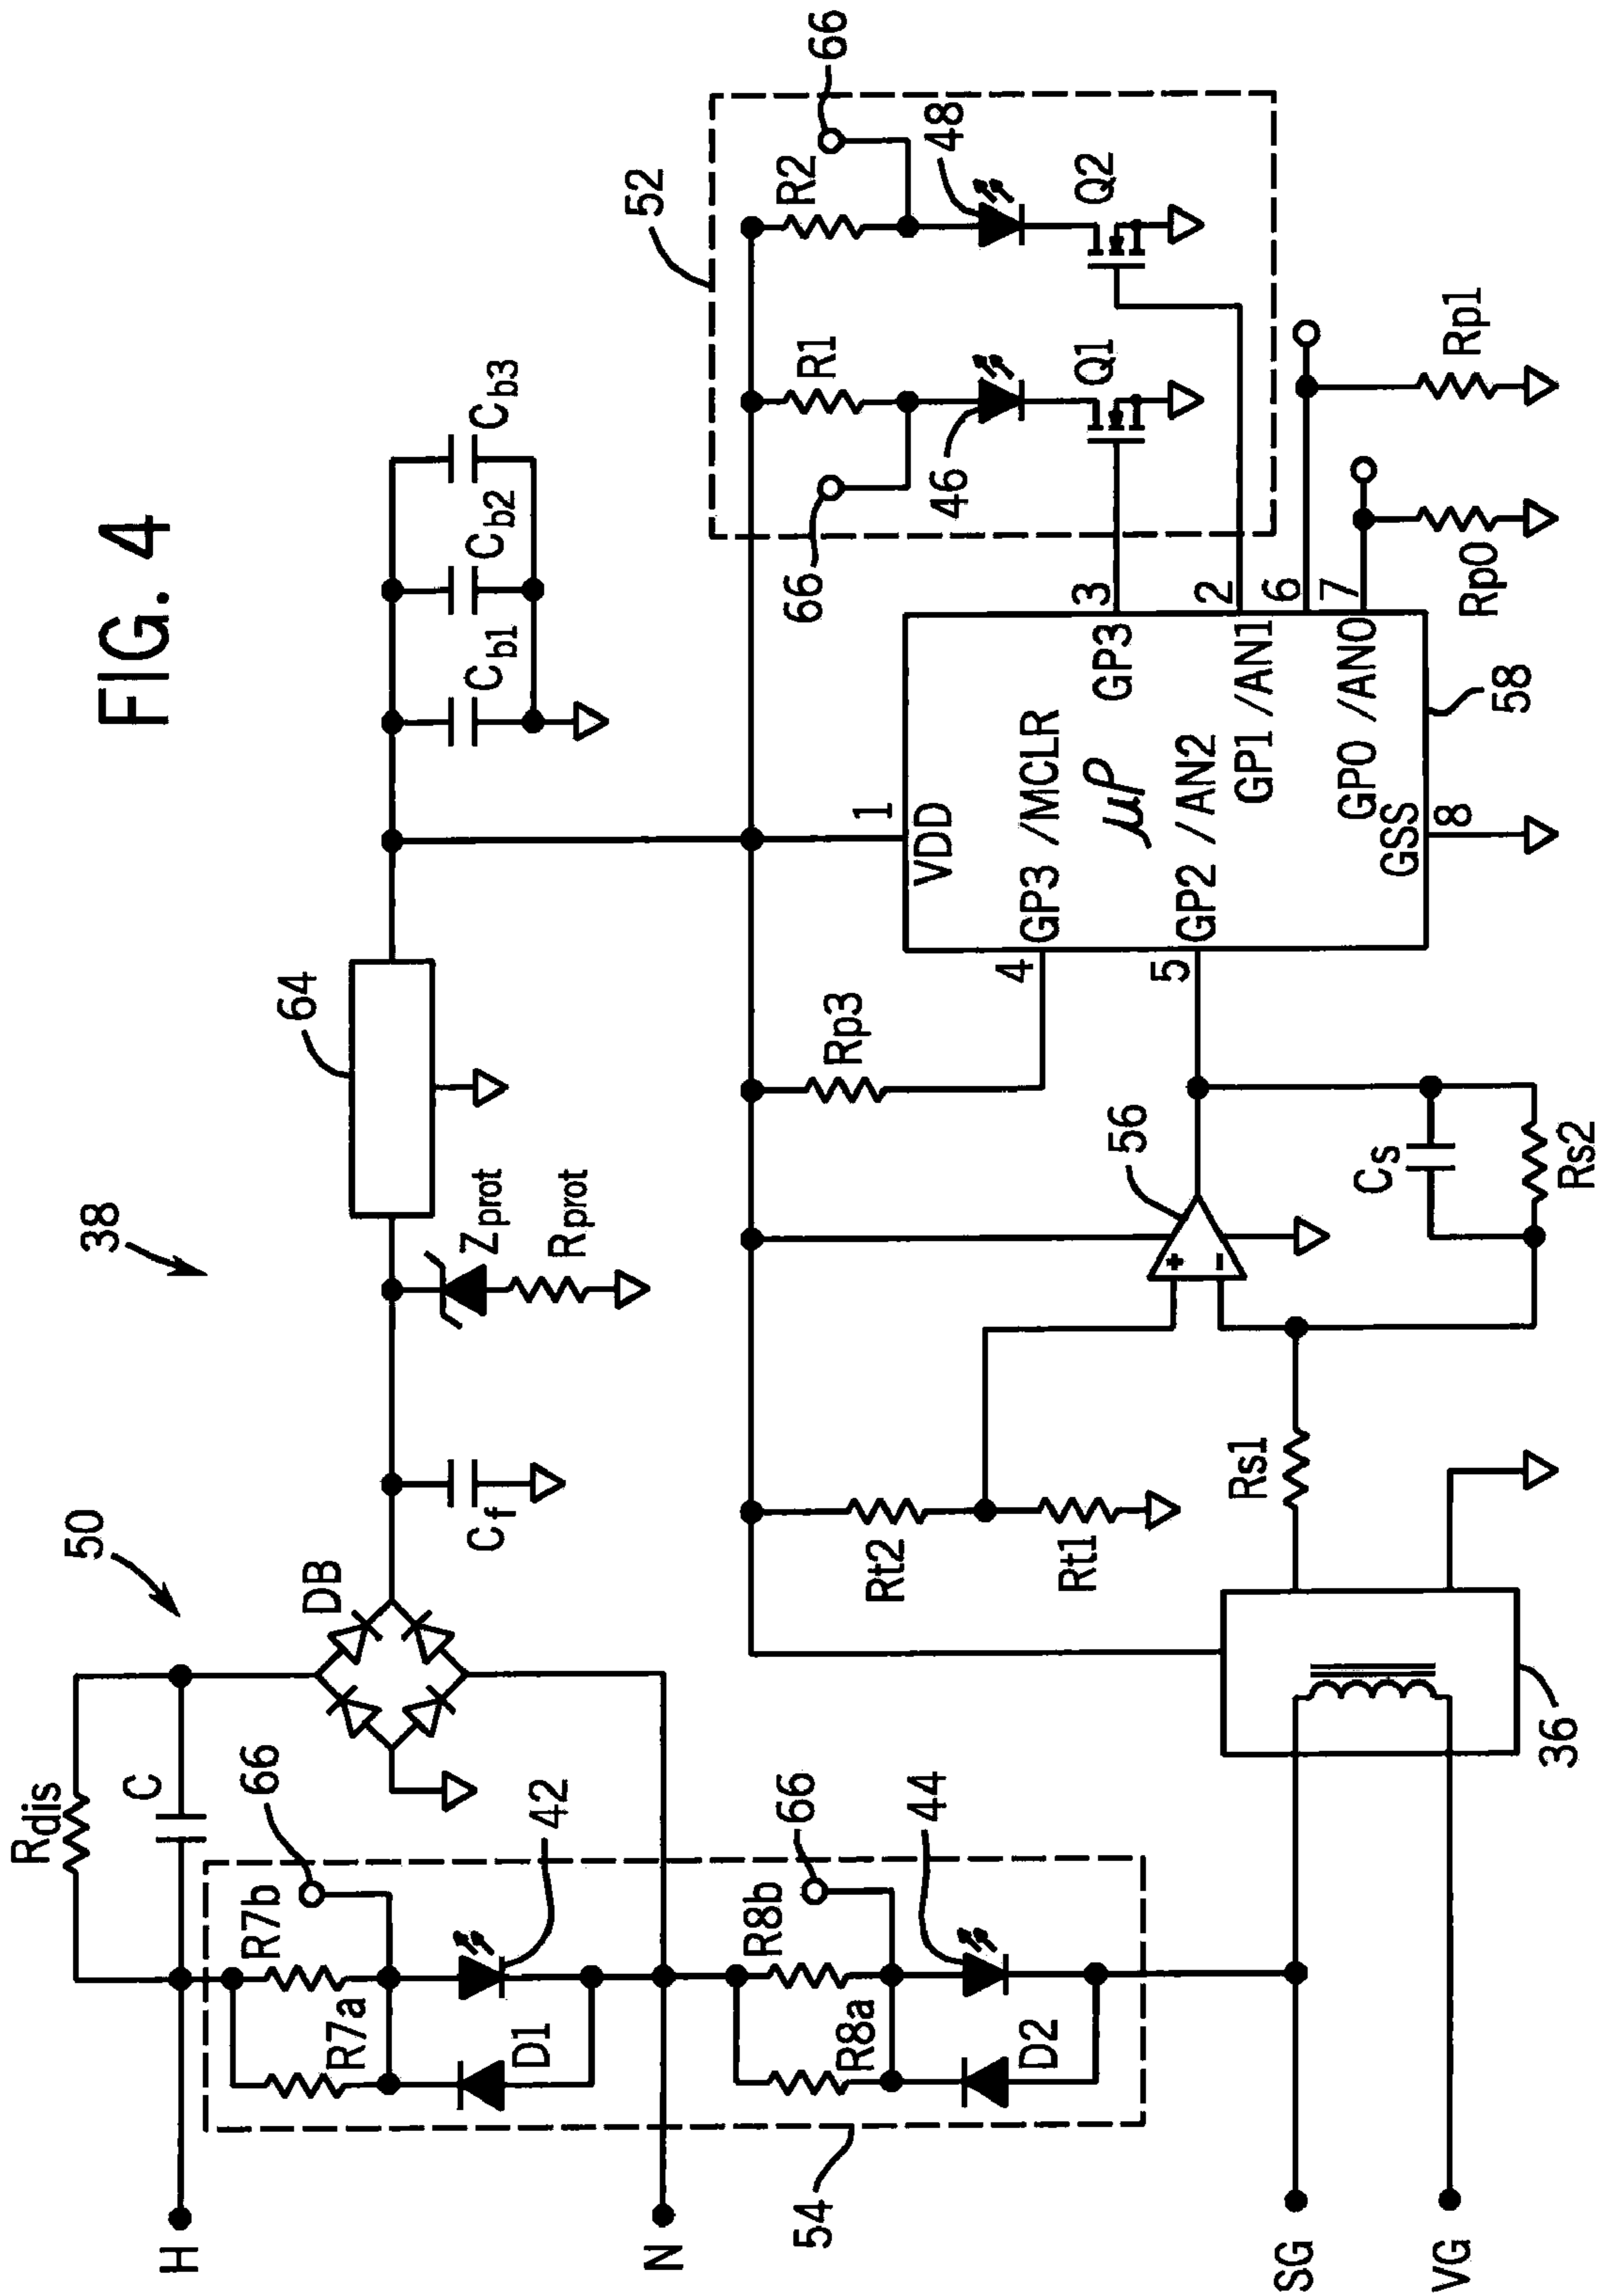 FIG. 4
38
50
Rdis
C
DB
Cf
Zprot
Rprot
64
Cb1
Cb2
Cb3
H
R7b
R7a
66
42
D1
N
R8b
R8a
66
44
D2
54
SG
VG
36
Rt2
Rt1
Rs1
56
+
-
Cs
Rs2
Rp3
4
5
1
VDD
GP3 /MCLR
GP3
µP
GP2 /AN2
GP1 /AN1
GP0 /AN0
GSS
8
58
3
2
6
7
52
R1
R2
66
66
46
48
Q1
Q2
Rp0
Rp1